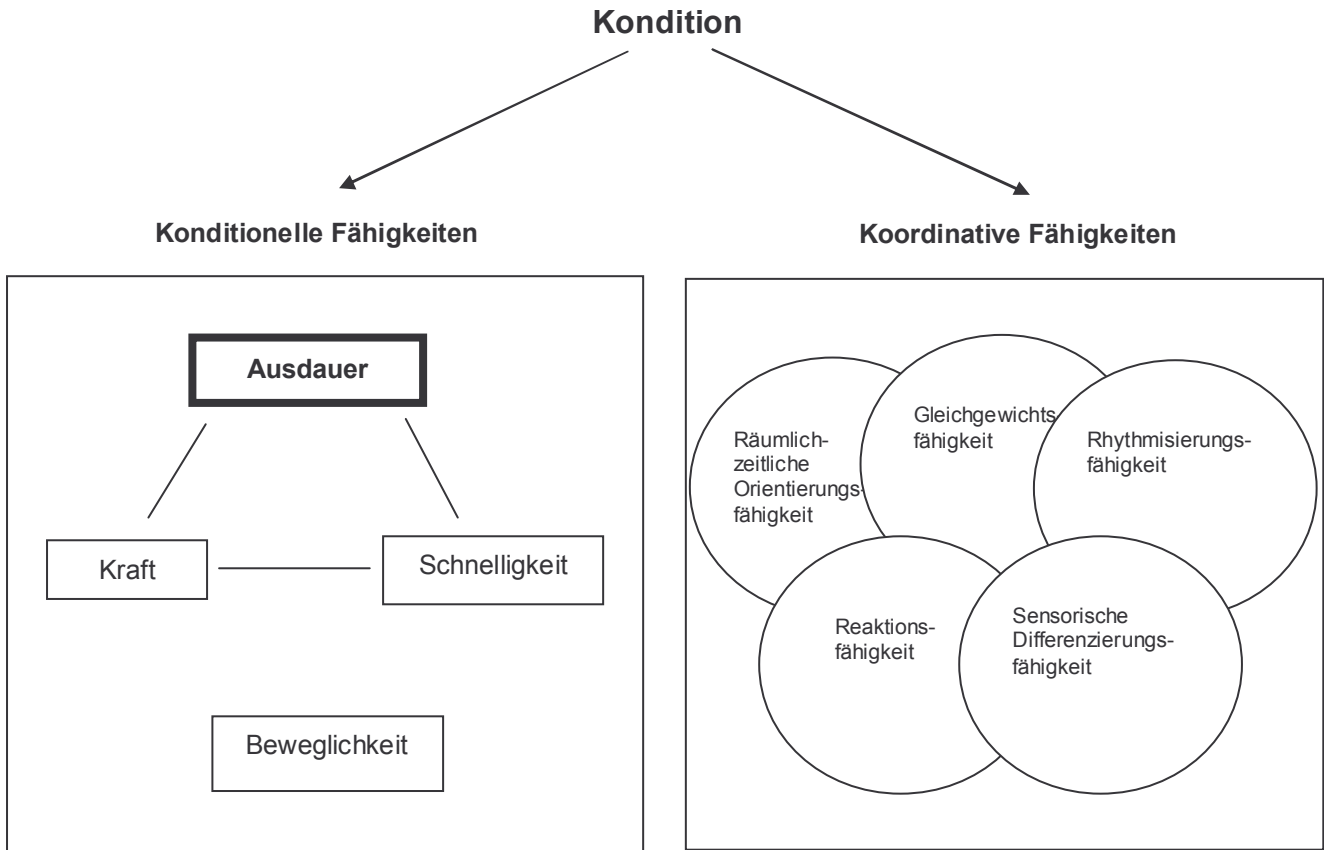 Kondition
Konditionelle Fähigkeiten
Koordinative Fähigkeiten
Ausdauer
Kraft
Schnelligkeit
Beweglichkeit
Räumlich-
zeitliche
Orientierungs-
fähigkeit
Gleichgewichts
fähigkeit
Rhythmisierungs-
fähigkeit
Reaktions-
fähigkeit
Sensorische
Differenzierungs-
fähigkeit